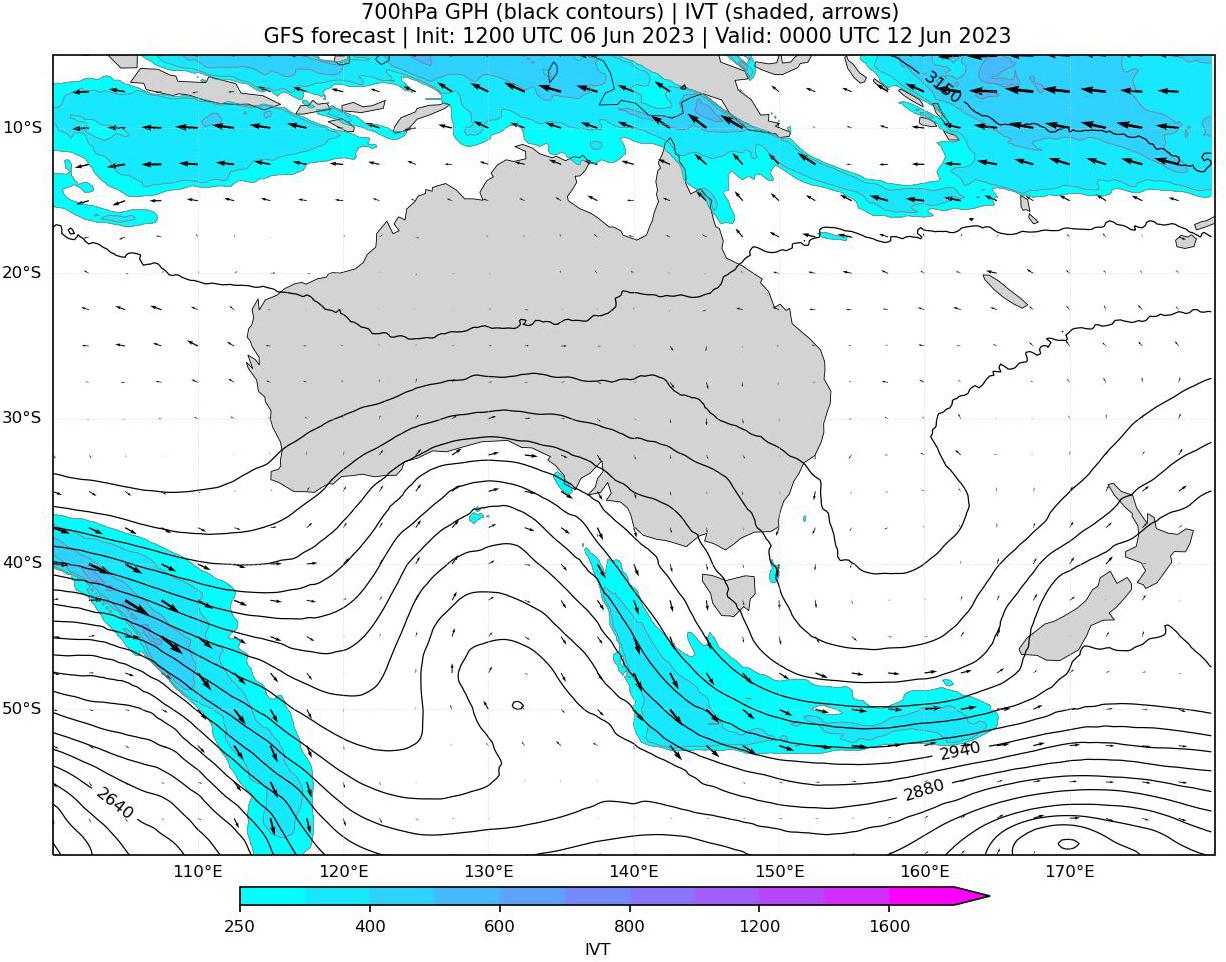 700hPa GPH (black contours) | IVT (shaded, arrows)
GFS forecast | Init: 1200 UTC 06 Jun 2023 | Valid: 0000 UTC 12 Jun 2023
3150
10°S
20°S
30°S
40°S
50°S
2940
2880
2640
110°E 120°E 130°E 140°E 150°E 160°E 170°E
250 400 600 800 1200 1600
IVT